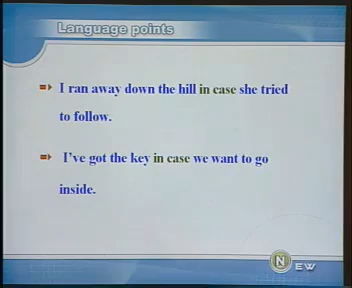 Language points
I ran away down the hill in case she tried
to follow.
I've got the key in case we want to go
inside.
N EW